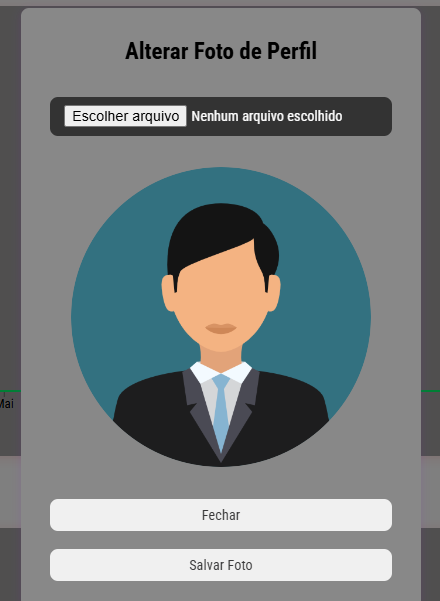 Alterar Foto de Perfil
Escolher arquivo Nenhum arquivo escolhido
Mai
Fechar
Salvar Foto